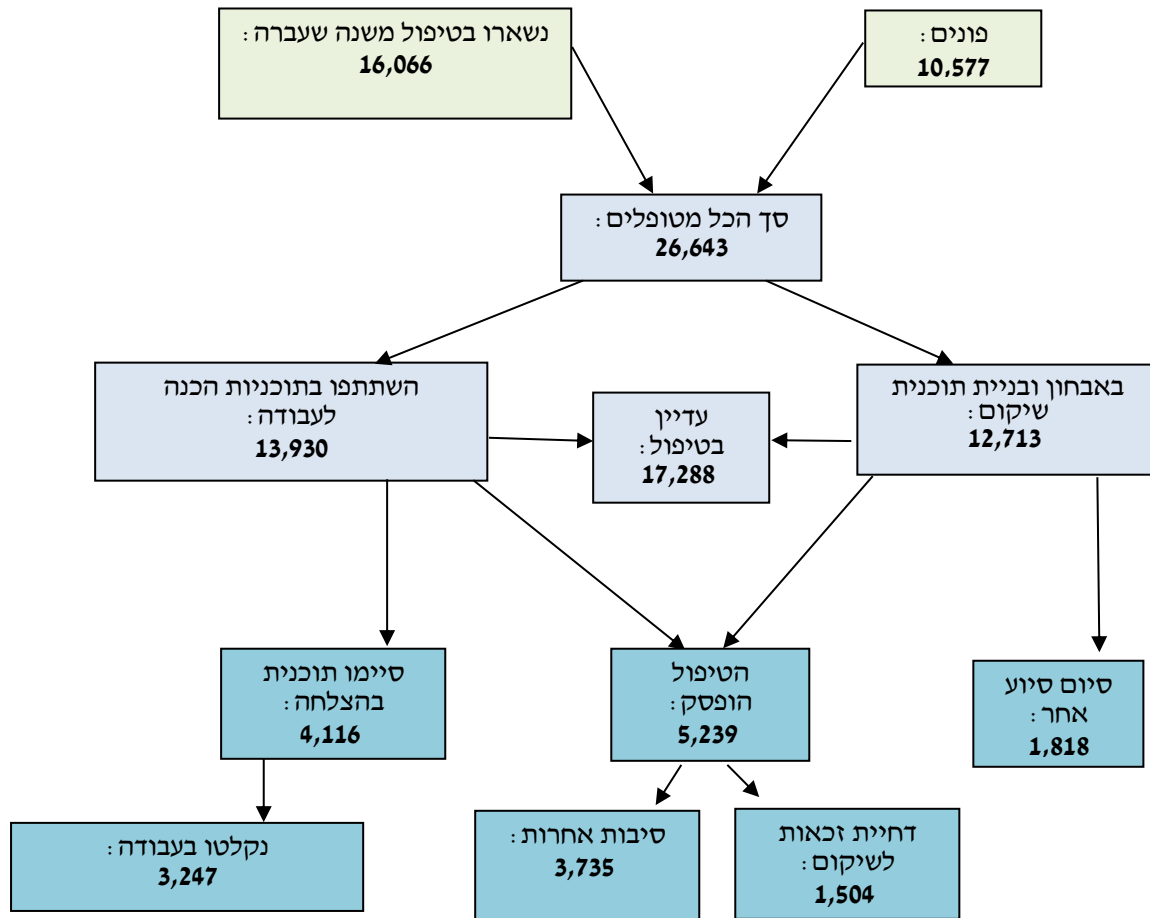 פונים:
10,577
נשארו בטיפול משנה שעברה:
16,066
סך הכל מטופלים:
26,643
באבחון ובניית תוכנית
שיקום:
12,713
עדיין
בטיפול:
17,288
השתתפו בתוכניות הכנה
לעבודה:
13,930
סיום סיוע
אחר:
1,818
הטיפול
הופסק:
5,239
סיימו תוכנית
בהצלחה:
4,116
דחיית זכאות
לשיקום:
1,504
סיבות אחרות:
3,735
נקלטו בעבודה:
3,247